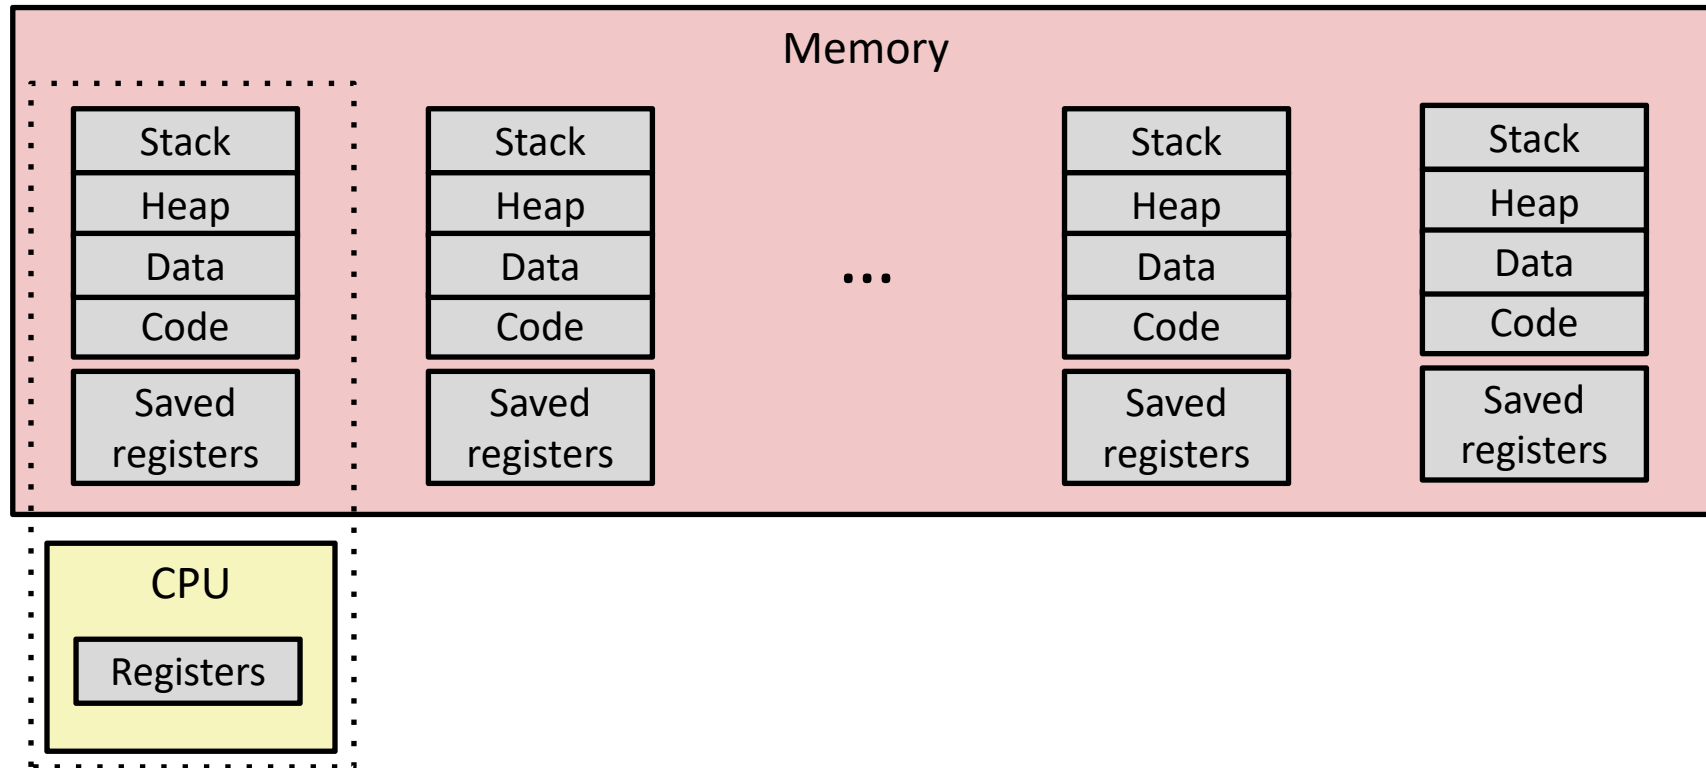 Memory
Stack
Heap
Data
Code
Saved
registers
Stack
Heap
Data
Code
Saved
registers
...
Stack
Heap
Data
Code
Saved
registers
Stack
Heap
Data
Code
Saved
registers
CPU
Registers